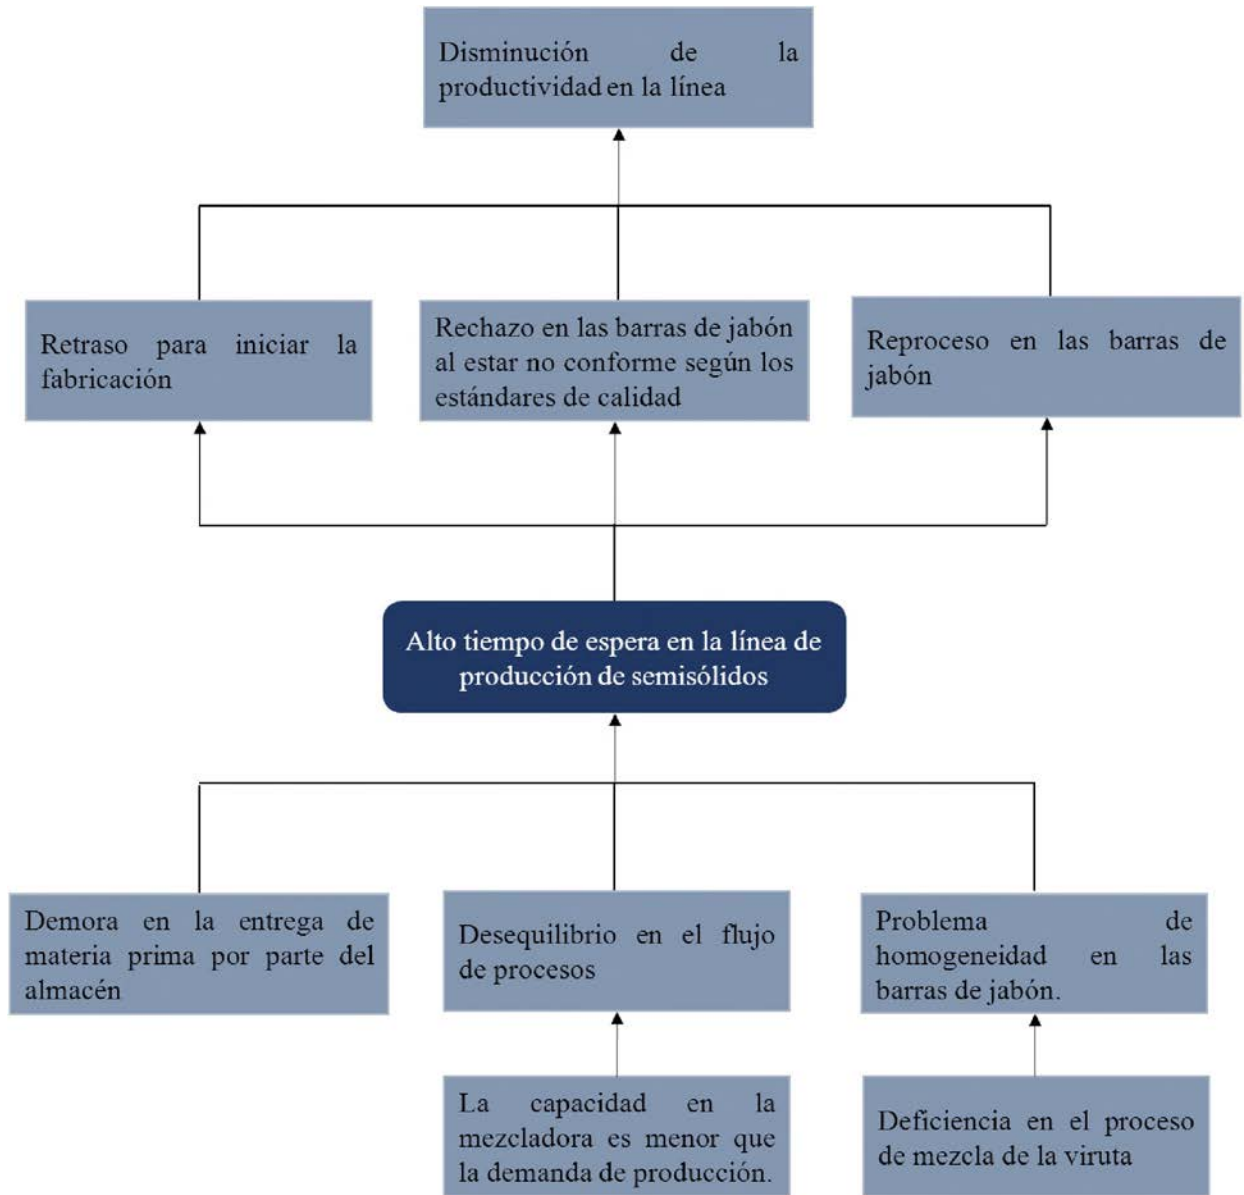 Disminución de la
productividad en la línea
Retraso para iniciar la
fabricación
Rechazo en las barras de jabón
al estar no conforme según los
estándares de calidad
Reproceso en las barras de
jabón
Alto tiempo de espera en la línea de
producción de semisólidos
Demora en la entrega de
materia prima por parte del
almacén
Desequilibrio en el flujo
de procesos
Problema de
homogeneidad en las
barras de jabón.
La capacidad en la
mezcladora es menor que
la demanda de producción.
Deficiencia en el proceso
de mezcla de la viruta